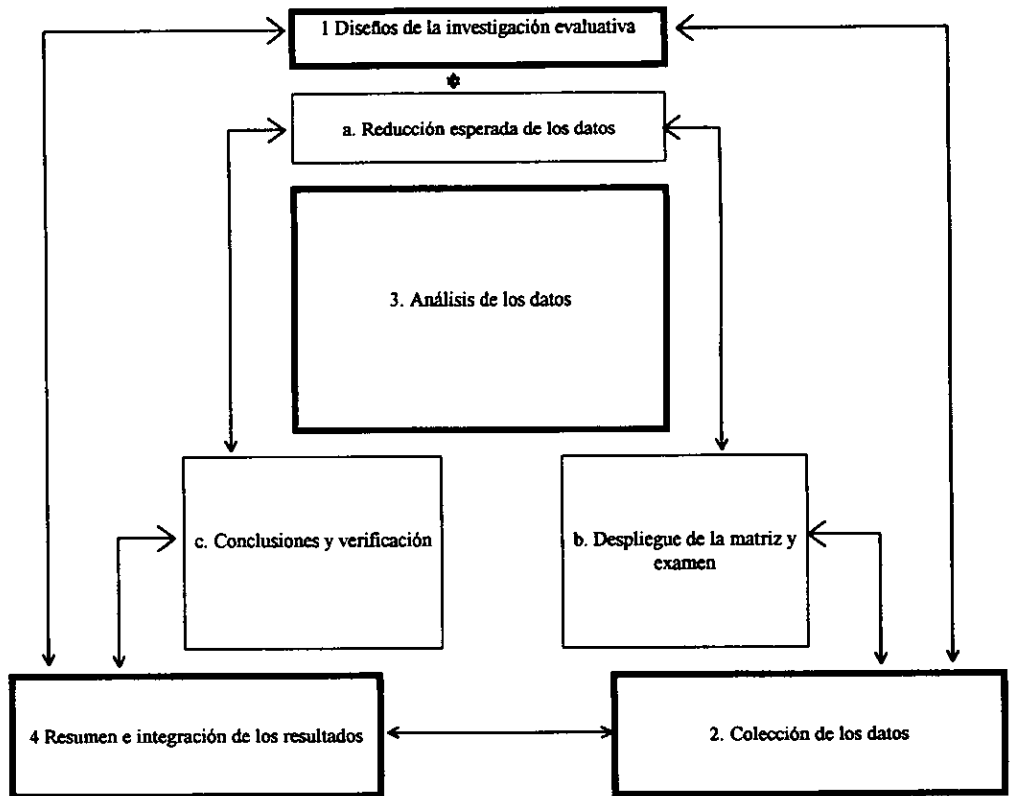 1 Diseños de la investigación evaluativa
a. Reducción esperada de los datos
3. Análisis de los datos
c. Conclusiones y verificación
b. Despliegue de la matriz y
examen
4 Resumen e integración de los resultados
2. Colección de los datos